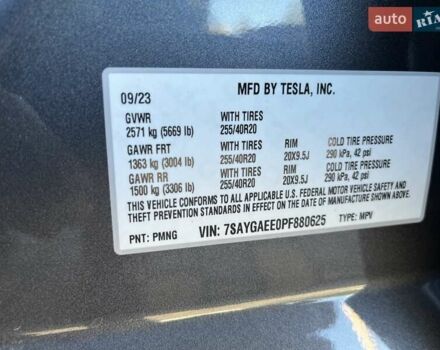 auto RIA
MFD BY TESLA, INC.
09/23
GVWR WITH TIRES
2571 kg (5669 lb) 255/40R20
GAWR FRT WITH TIRES RIM COLD TIRE PRESSURE
1363 kg (3004 lb) 255/40R20 20X9.5J 290 kPa, 42 psi
GAWR RR WITH TIRES RIM COLD TIRE PRESSURE
1500 kg (3306 lb) 255/40R20 20X9.5J 290 kPa, 42 psi
THIS VEHICLE CONFORMS TO ALL APPLICABLE U.S. FEDERAL MOTOR VEHICLE SAFETY AND
THEFT PREVENTION STANDARDS IN EFFECT ON THE DATE OF MANUFACTURE SHOWN ABOVE.
PNT: PMNG VIN: 7SAYGAEE0PF880625 TYPE: MPV